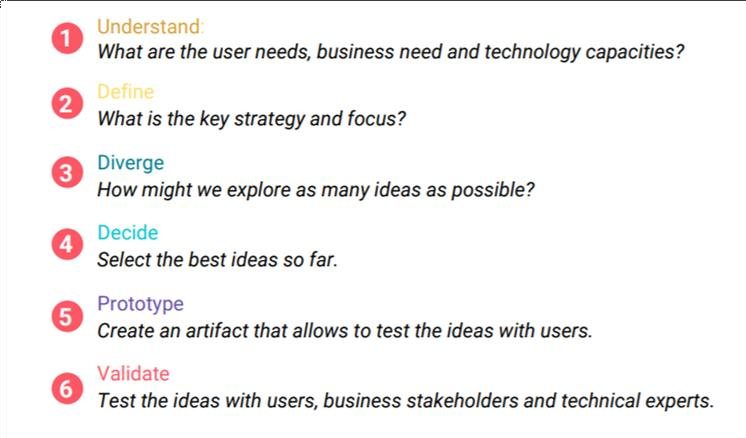 1 Understand:
What are the user needs, business need and technology capacities?
2 Define
What is the key strategy and focus?
3 Diverge
How might we explore as many ideas as possible?
4 Decide
Select the best ideas so far.
5 Prototype
Create an artifact that allows to test the ideas with users.
6 Validate
Test the ideas with users, business stakeholders and technical experts.